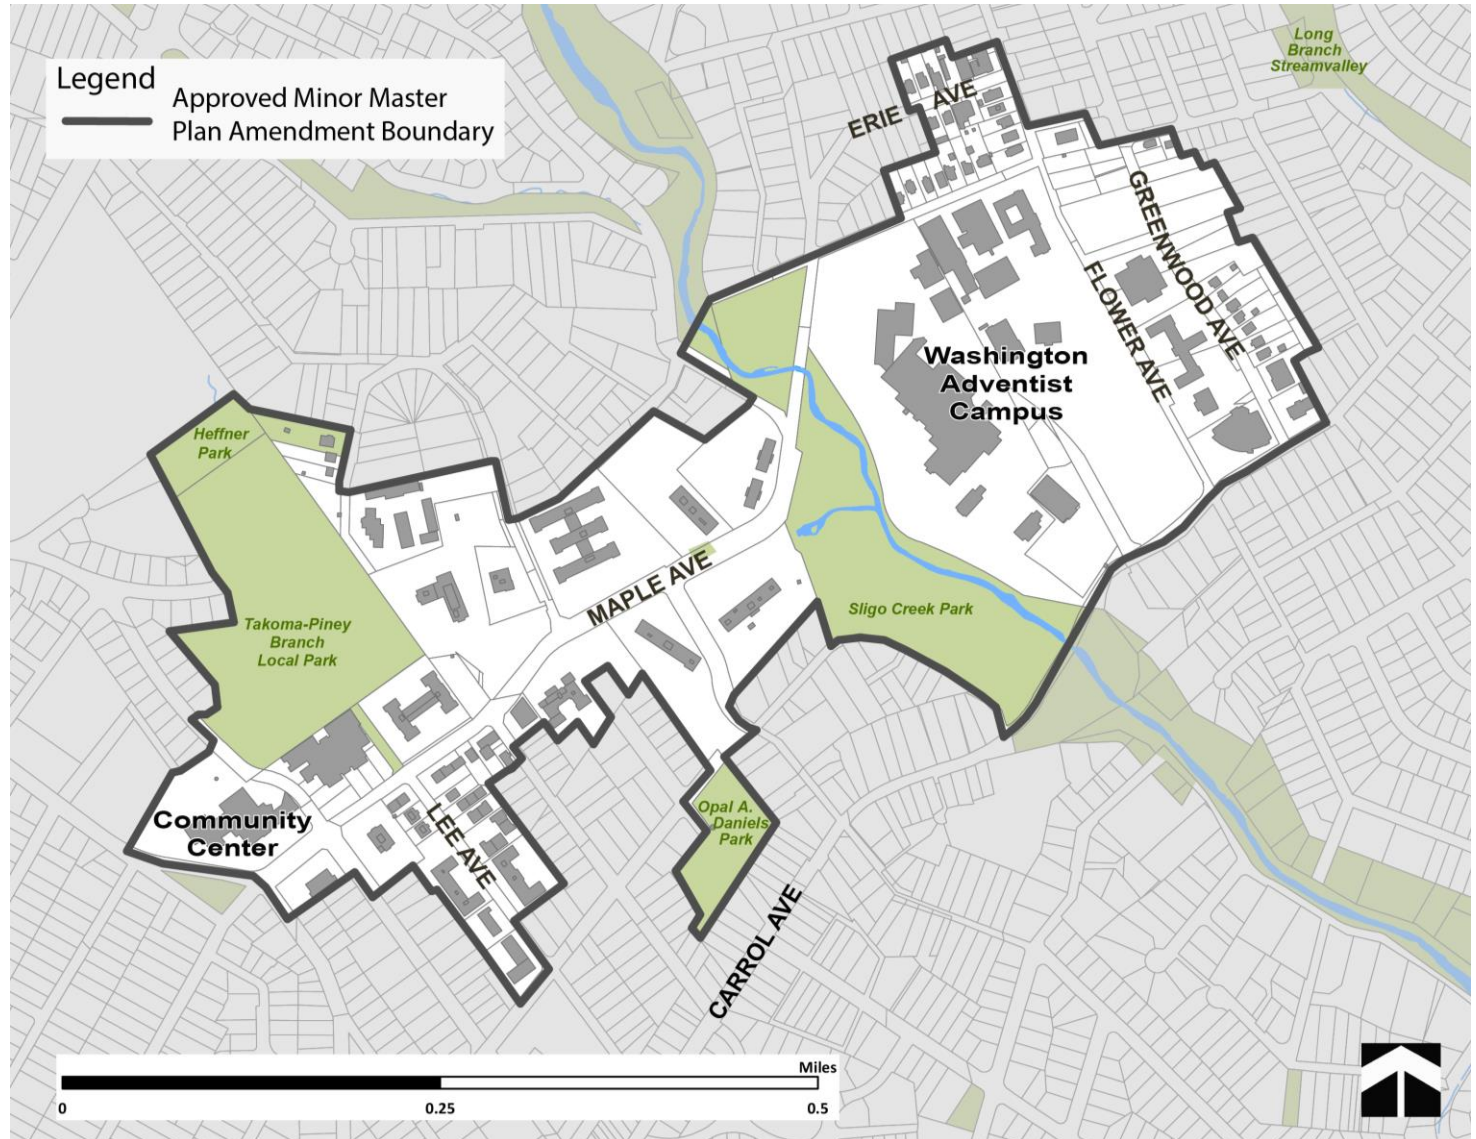 Legend
Approved Minor Master
Plan Amendment Boundary
Long
Branch
Streamvalley
ERIE AVE
GREENWOOD AVE
FLOWER AVE
Washington
Adventist
Campus
Heffner
Park
MAPLE AVE
Sligo Creek Park
Takoma-Piney
Branch
Local Park
Opal A.
Daniels
Park
Community
Center
LEE AVE
CARROL AVE
Miles
0
0.25
0.5